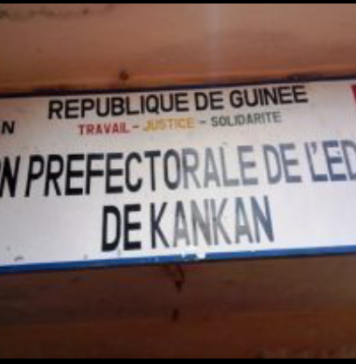 REPUBLIQUE DE GUINEE
N
TRAVAIL - JUSTICE - SOLIDARITE
N PREFECTORALE DE L'ED
DE KANKAN